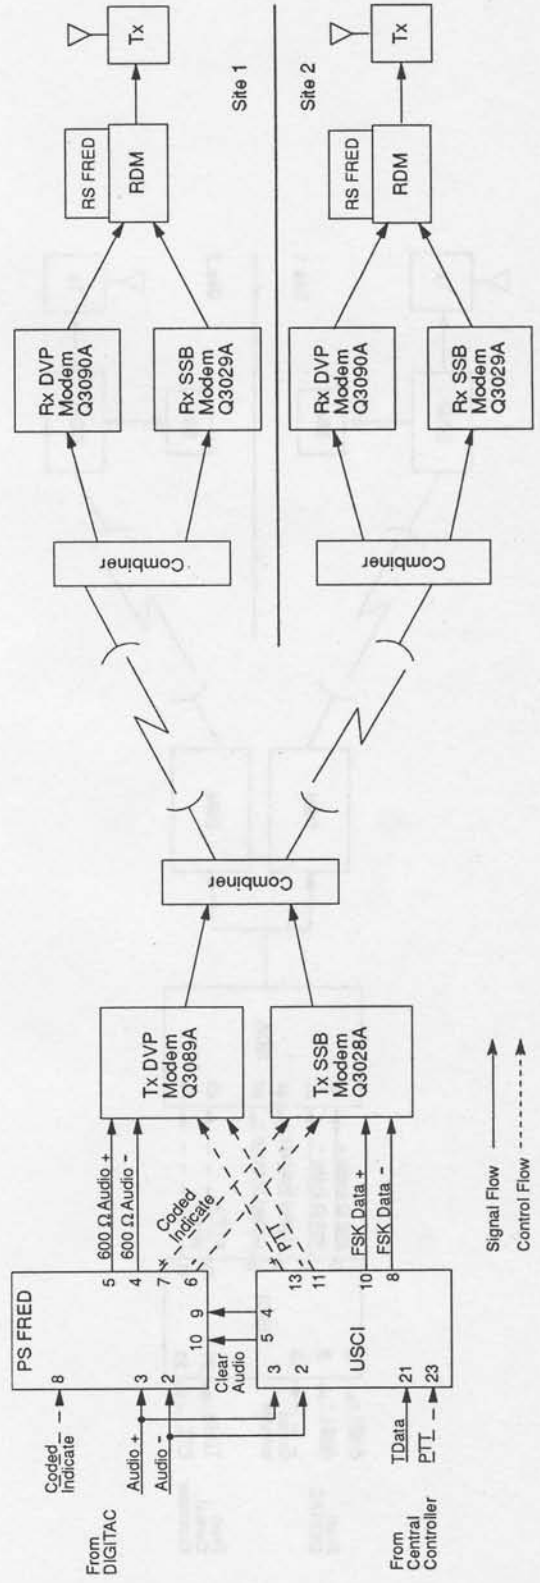 From
DIGITAC
Coded
Indicate
Audio +
Audio -
8
3
2
PS FRED
5
4
7
6
10
9
Clear
Audio
600 Ω Audio +
600 Ω Audio -
+
Coded
Indicate
-
From
Central
Controller
TData
PTT
3
2
21
23
5
4
USCI
13
11
10
8
+
PTT
-
FSK Data +
FSK Data -
Tx DVP
Modem
Q3089A
Tx SSB
Modem
Q3028A
Combiner
Combiner
Rx DVP
Modem
Q3090A
Rx SSB
Modem
Q3029A
RS FRED
RDM
Tx
Site 1
Site 2
Combiner
Rx DVP
Modem
Q3090A
Rx SSB
Modem
Q3029A
RS FRED
RDM
Tx
Signal Flow
Control Flow